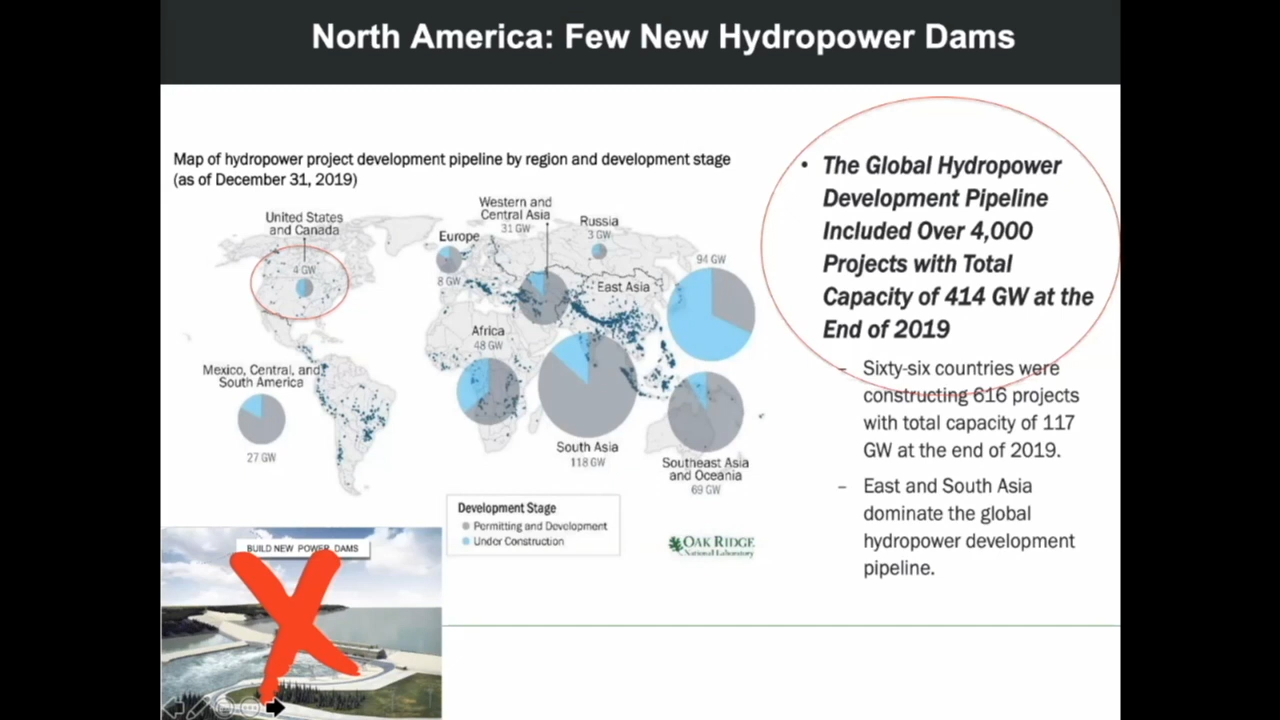 North America: Few New Hydropower Dams
Map of hydropower project development pipeline by region and development stage
(as of December 31, 2019)
United States
and Canada
4 GW
Europe
8 GW
Western and
Central Asia
31 GW
Russia
3 GW
East Asia
94 GW
Africa
48 GW
Mexico, Central, and
South America
27 GW
South Asia
118 GW
Southeast Asia
and Oceania
69 GW
Development Stage
Permitting and Development
Under Construction
OAK RIDGE
National Laboratory
BUILD NEW POWER DAMS
• The Global Hydropower
Development Pipeline
Included Over 4,000
Projects with Total
Capacity of 414 GW at the
End of 2019
– Sixty-six countries were
constructing 616 projects
with total capacity of 117
GW at the end of 2019.
– East and South Asia
dominate the global
hydropower development
pipeline.